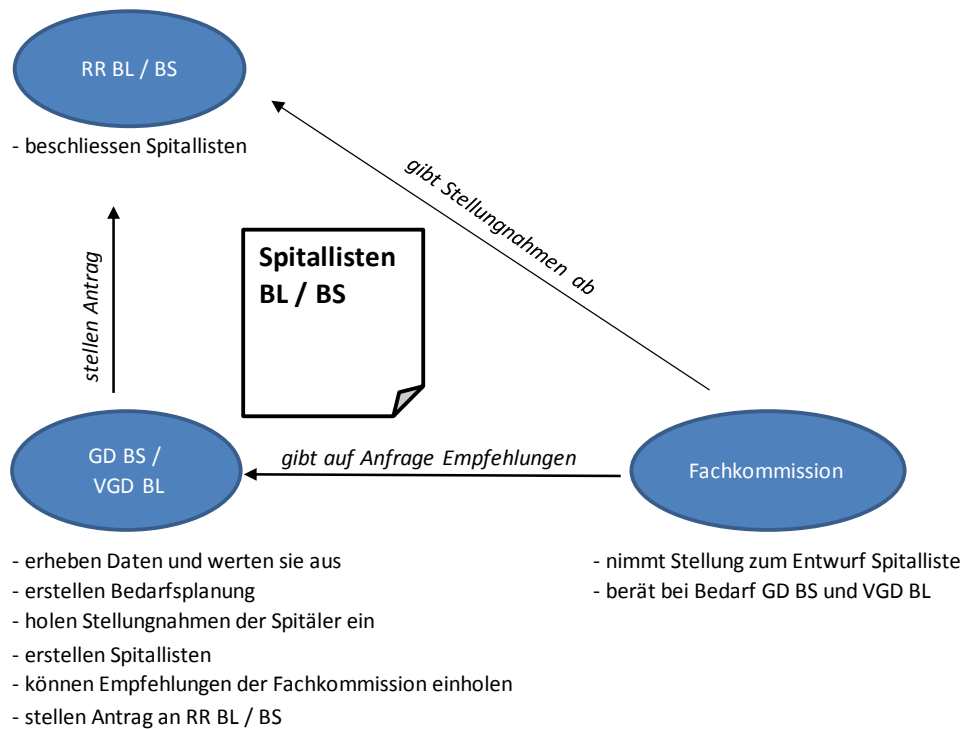 RR BL / BS
- beschliessen Spitallisten
gibt Stellungnahmen ab
stellen Antrag
Spitallisten
BL / BS
GD BS /
VGD BL
gibt auf Anfrage Empfehlungen
Fachkommission
- erheben Daten und werten sie aus
- erstellen Bedarfsplanung
- holen Stellungnahmen der Spitäler ein
- erstellen Spitallisten
- können Empfehlungen der Fachkommission einholen
- stellen Antrag an RR BL / BS
- nimmt Stellung zum Entwurf Spitalliste
- berät bei Bedarf GD BS und VGD BL